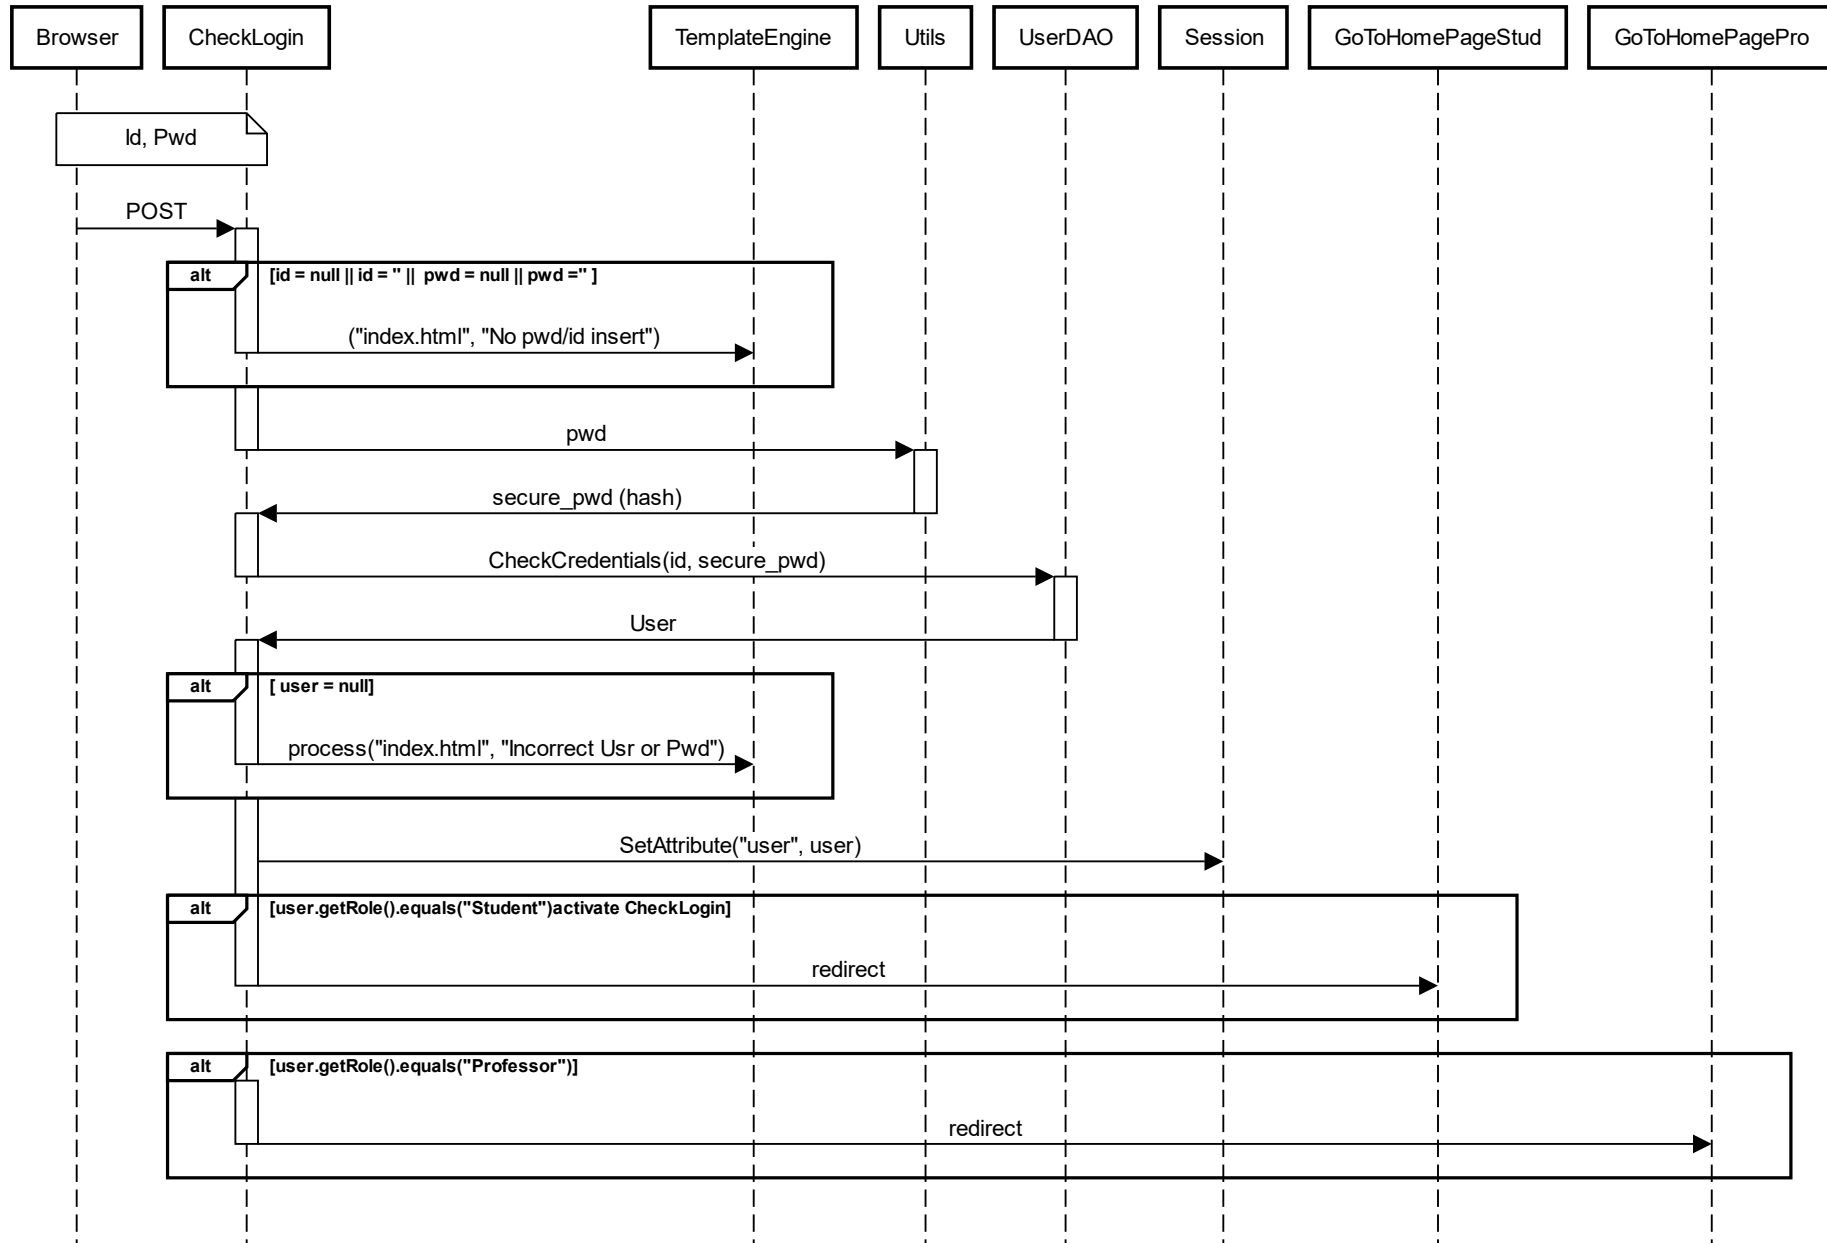 Browser
CheckLogin
TemplateEngine
Utils
UserDAO
Session
GoToHomePageStud
GoToHomePagePro
Id, Pwd
POST
alt
[id = null || id = '' ||  pwd = null || pwd ='' ]
("index.html", "No pwd/id insert")
pwd
secure_pwd (hash)
CheckCredentials(id, secure_pwd)
User
alt
[ user = null]
process("index.html", "Incorrect Usr or Pwd")
SetAttribute("user", user)
alt
[user.getRole().equals("Student")activate CheckLogin]
redirect
alt
[user.getRole().equals("Professor")]
redirect